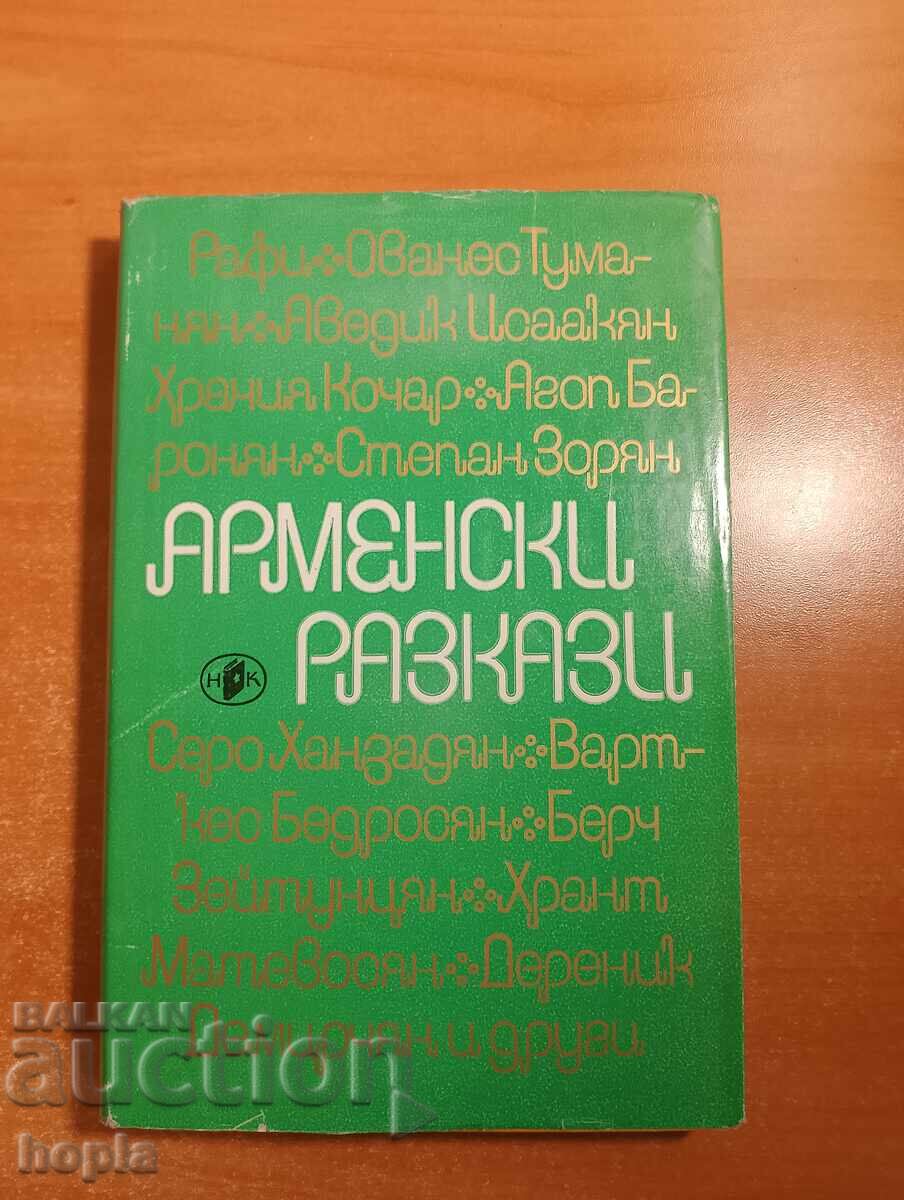 Рафи Ованес Тума-
нян Аведик Исаакян
Храчия Кочар Агоп Ба-
ронян Степан Зорян
АРМЕНСКИ
РАЗКАЗИ
НК
Серо Ханзадян Варт-
кес Бедросян Берч
Зейтунцян Хрант
Матевосян Дереник
Демирчян и други
BALKAN
auction
hopla